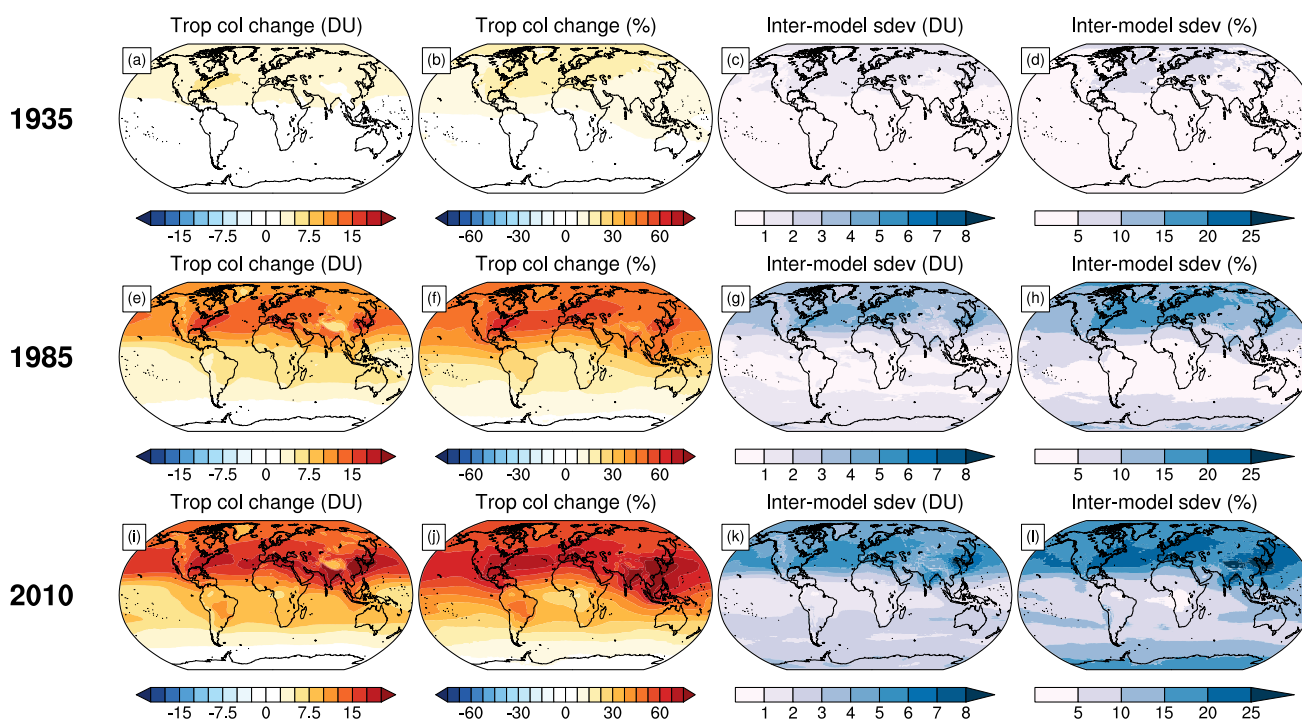 Trop col change (DU) Trop col change (%) Inter-model sdev (DU) Inter-model sdev (%)
1935
(a) (b) (c) (d)
-15 -7.5 0 7.5 15 -60 -30 0 30 60 1 2 3 4 5 6 7 8 5 10 15 20 25
Trop col change (DU) Trop col change (%) Inter-model sdev (DU) Inter-model sdev (%)
1985
(e) (f) (g) (h)
-15 -7.5 0 7.5 15 -60 -30 0 30 60 1 2 3 4 5 6 7 8 5 10 15 20 25
Trop col change (DU) Trop col change (%) Inter-model sdev (DU) Inter-model sdev (%)
2010
(i) (j) (k) (l)
-15 -7.5 0 7.5 15 -60 -30 0 30 60 1 2 3 4 5 6 7 8 5 10 15 20 25